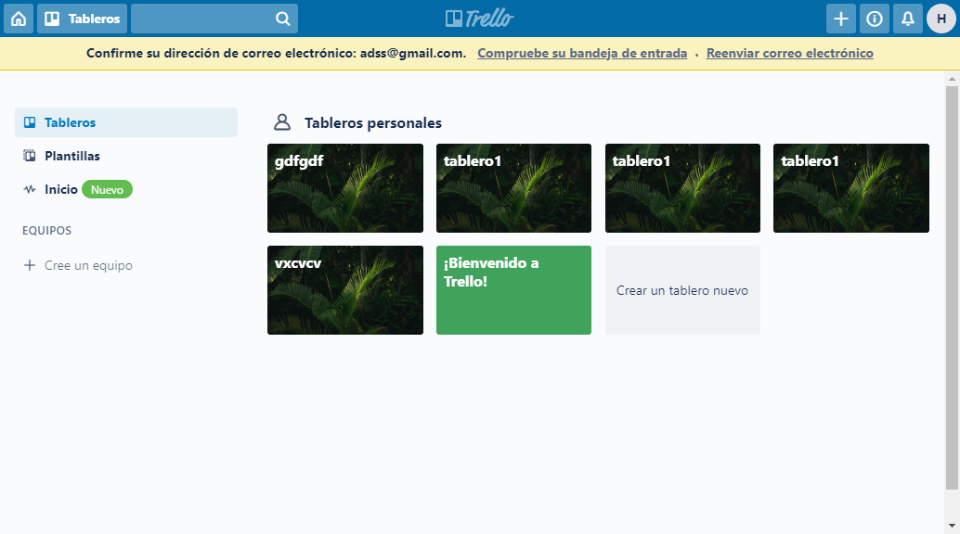 Tableros
Trello
H
Confirme su dirección de correo electrónico: adss@gmail.com. Compruebe su bandeja de entrada · Reenviar correo electrónico
Tableros
Plantillas
Inicio Nuevo
EQUIPOS
Cree un equipo
Tableros personales
gdfgdf
tablero1
tablero1
tablero1
vxcvcv
¡Bienvenido a
Trello!
Crear un tablero nuevo